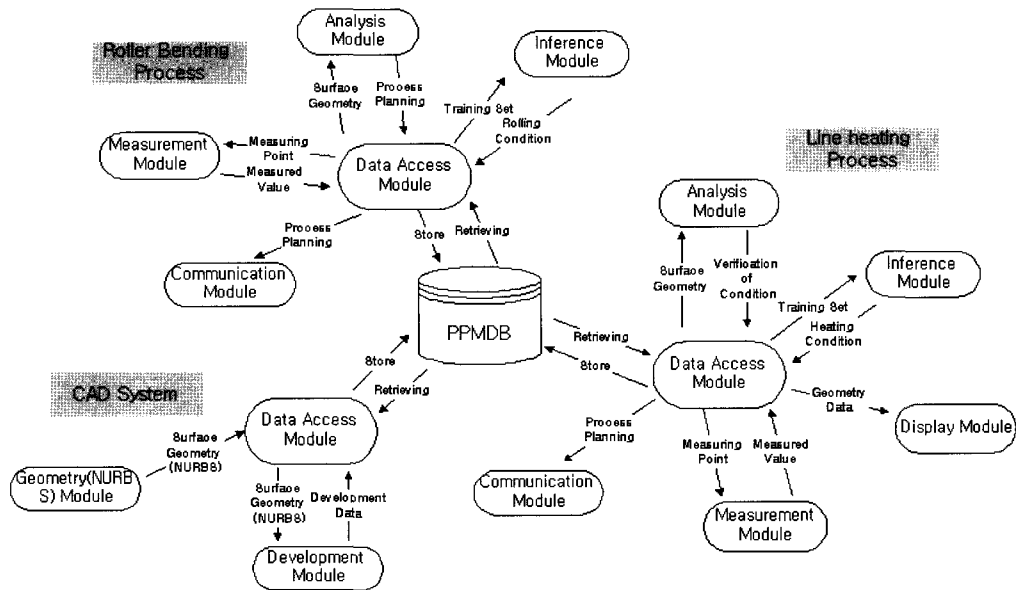 Roller Bending
Process
Analysis
Module
Inference
Module
Surface
Geometry
Process
Planning
Training Set
Rolling
Condition
Measurement
Module
Measuring
Point
Measured
Value
Data Access
Module
Process
Planning
Store
Retrieving
Communication
Module
PPMDB
Line heating
Process
Analysis
Module
Inference
Module
Surface
Geometry
Verification
of
Condition
Training Set
Heating
Condition
Retrieving
Store
Data Access
Module
Geometry
Data
Display Module
Process
Planning
Measuring
Point
Measured
Value
Communication
Module
Measurement
Module
CAD System
Store
Retrieving
Data Access
Module
Surface
Geometry
(NURBS)
Geometry(NURB
S) Module
Surface
Geometry
(NURBS)
Development
Data
Development
Module